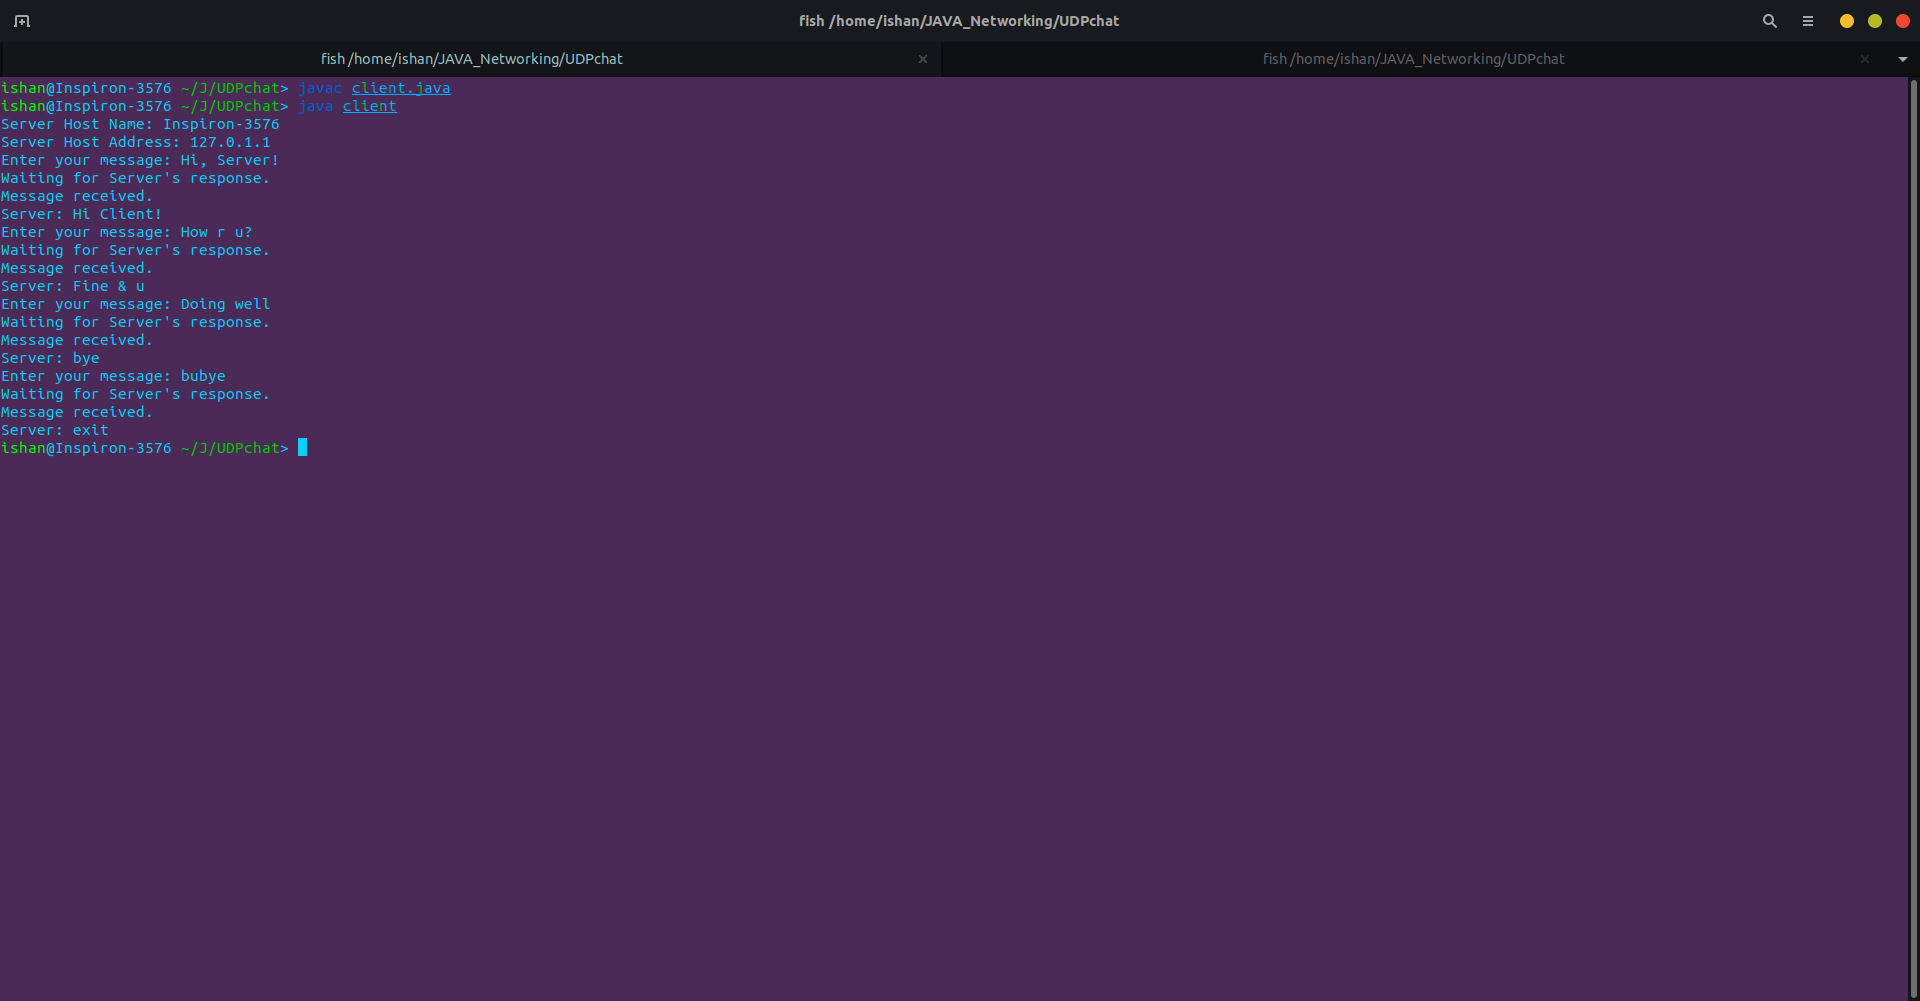 fish /home/ishan/JAVA_Networking/UDPchat
fish /home/ishan/JAVA_Networking/UDPchat
fish /home/ishan/JAVA_Networking/UDPchat
ishan@Inspiron-3576 ~/J/UDPchat> javac client.java
ishan@Inspiron-3576 ~/J/UDPchat> java client
Server Host Name: Inspiron-3576
Server Host Address: 127.0.1.1
Enter your message: Hi, Server!
Waiting for Server's response.
Message received.
Server: Hi Client!
Enter your message: How r u?
Waiting for Server's response.
Message received.
Server: Fine & u
Enter your message: Doing well
Waiting for Server's response.
Message received.
Server: bye
Enter your message: bubye
Waiting for Server's response.
Message received.
Server: exit
ishan@Inspiron-3576 ~/J/UDPchat>